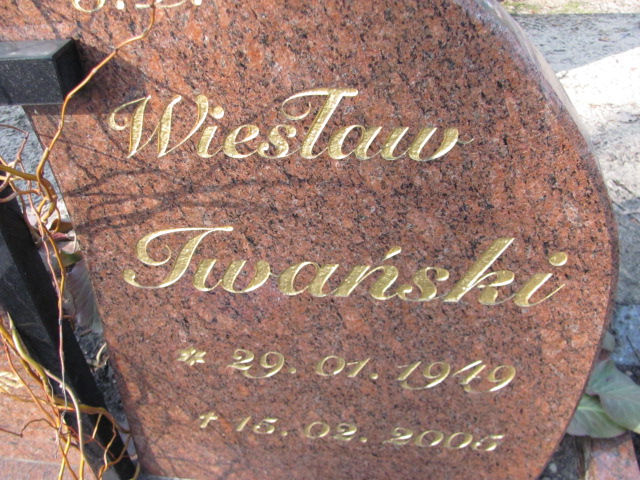 Ś.P.
Wiesław
Iwański
* 29. 01. 1949
† 15. 02. 2005